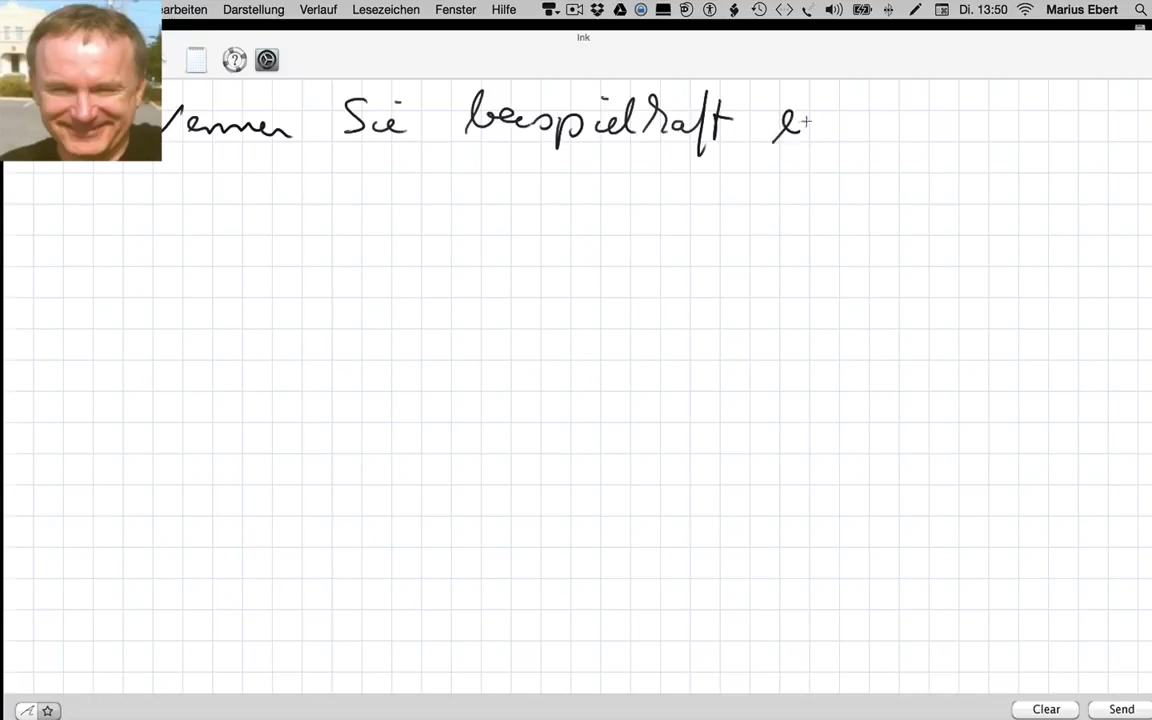 arbeiten Darstellung Verlauf Lesezeichen Fenster Hilfe Di. 13:50 Marius Ebert
Ink
ennen Sie beispielhaft e
Clear Send